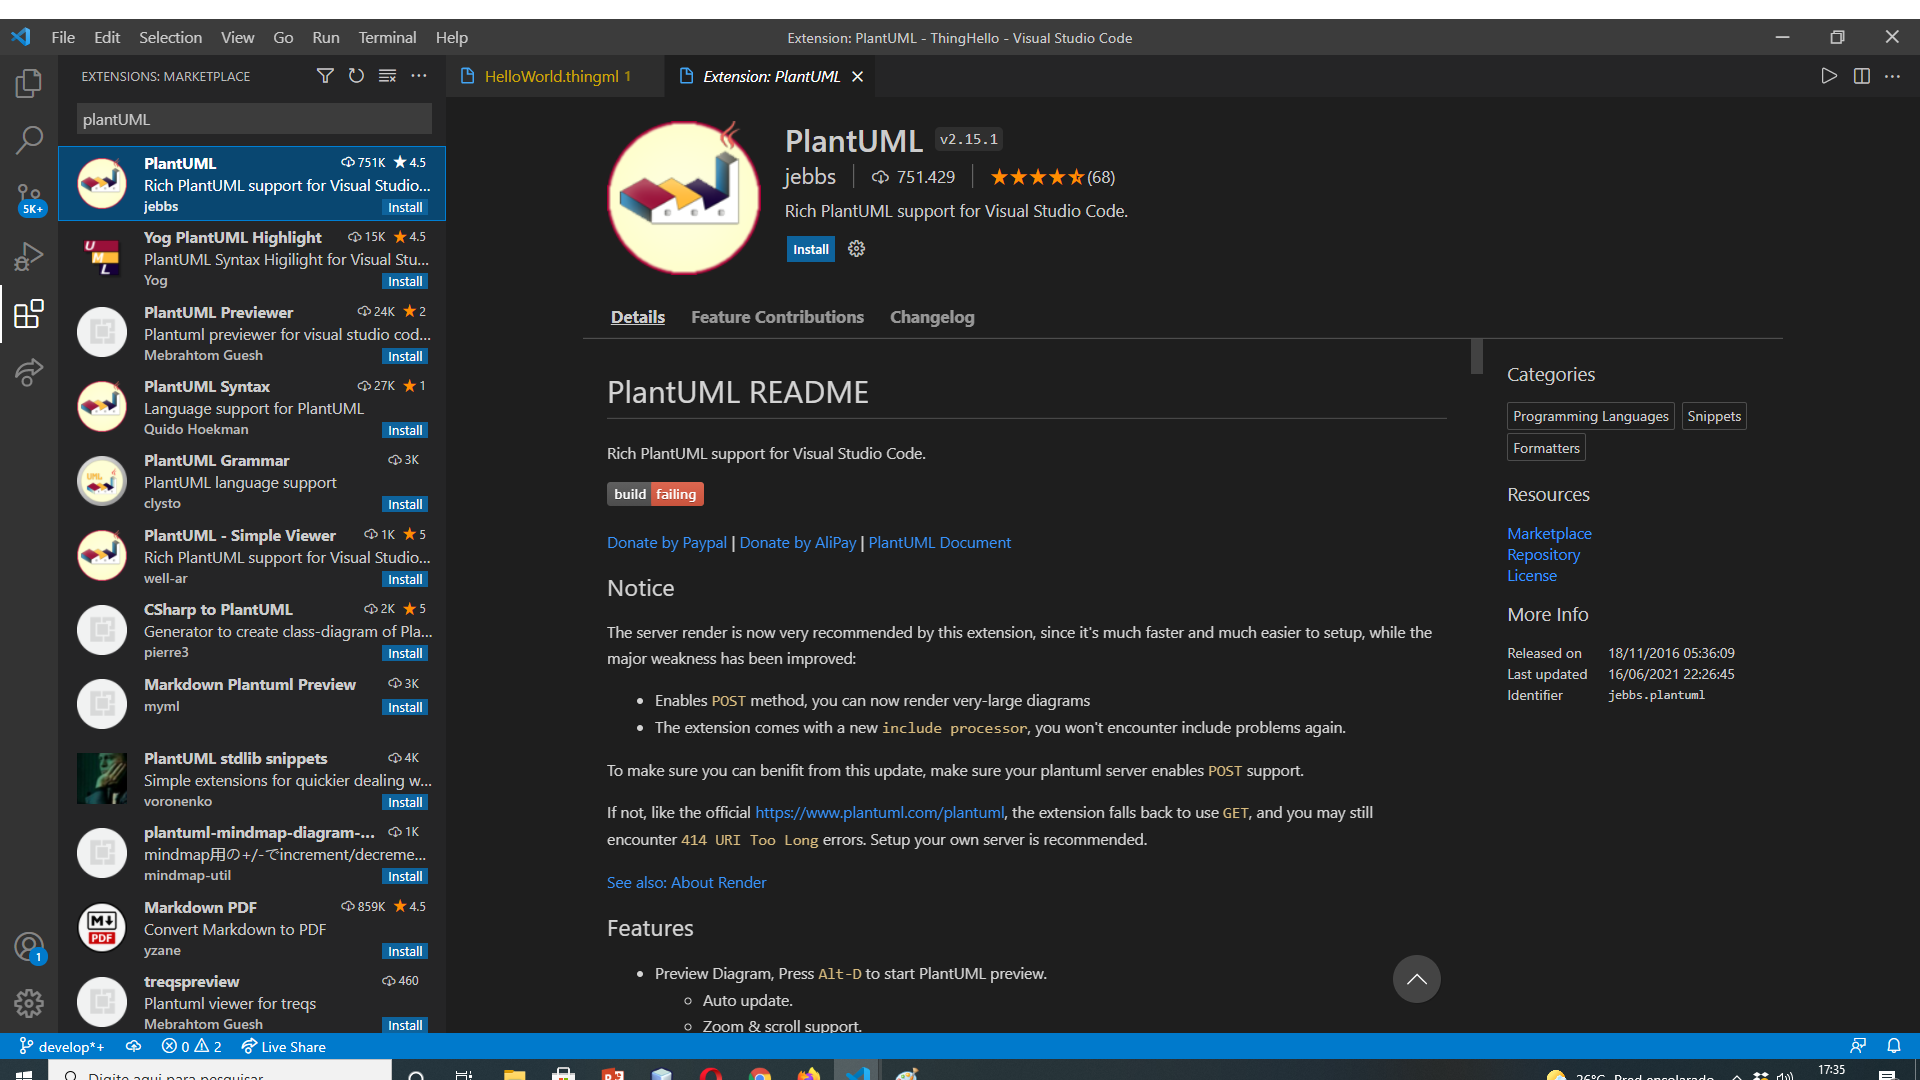 File Edit Selection View Go Run Terminal Help
Extension: PlantUML - ThingHello - Visual Studio Code
EXTENSIONS: MARKETPLACE
HelloWorld.thingml 1
Extension: PlantUML
plantUML
PlantUML 751K 4.5
Rich PlantUML support for Visual Studio...
jebbs Install
Yog PlantUML Highlight 15K 4.5
PlantUML Syntax Higilight for Visual Stu...
Yog Install
PlantUML Previewer 24K 2
Plantuml previewer for visual studio cod...
Mebrahtom Guesh Install
PlantUML Syntax 27K 1
Language support for PlantUML
Quido Hoekman Install
PlantUML Grammar 3K
PlantUML language support
clysto Install
PlantUML - Simple Viewer 1K 5
Rich PlantUML support for Visual Studio...
well-ar Install
CSharp to PlantUML 2K 5
Generator to create class-diagram of Pla...
pierre3 Install
Markdown Plantuml Preview 3K
myml Install
PlantUML stdlib snippets 4K
Simple extensions for quickier dealing w...
voronenko Install
plantuml-mindmap-diagram-... 1K
mindmap用の+/-でincrement/decreme...
mindmap-util Install
Markdown PDF 859K 4.5
Convert Markdown to PDF
yzane Install
treqspreview 460
Plantuml viewer for treqs
Mebrahtom Guesh Install
5K+
1
UML
M PDF
PlantUML v2.15.1
jebbs 751.429 (68)
Rich PlantUML support for Visual Studio Code.
Install
Details Feature Contributions Changelog
PlantUML README
Rich PlantUML support for Visual Studio Code.
build failing
Donate by Paypal | Donate by AliPay | PlantUML Document
Notice
The server render is now very recommended by this extension, since it's much faster and much easier to setup, while the
major weakness has been improved:
• Enables POST method, you can now render very-large diagrams
• The extension comes with a new include processor, you won't encounter include problems again.
To make sure you can benifit from this update, make sure your plantuml server enables POST support.
If not, like the official https://www.plantuml.com/plantuml, the extension falls back to use GET, and you may still
encounter 414 URI Too Long errors. Setup your own server is recommended.
See also: About Render
Features
• Preview Diagram, Press Alt-D to start PlantUML preview.
○ Auto update.
○ Zoom & scroll support.
Categories
Programming Languages Snippets
Formatters
Resources
Marketplace
Repository
License
More Info
Released on 18/11/2016 05:36:09
Last updated 16/06/2021 22:26:45
Identifier jebbs.plantuml
develop*+ 0 2 Live Share
Digite aqui para pesquisar
26°C Pred ensolarado
17:35